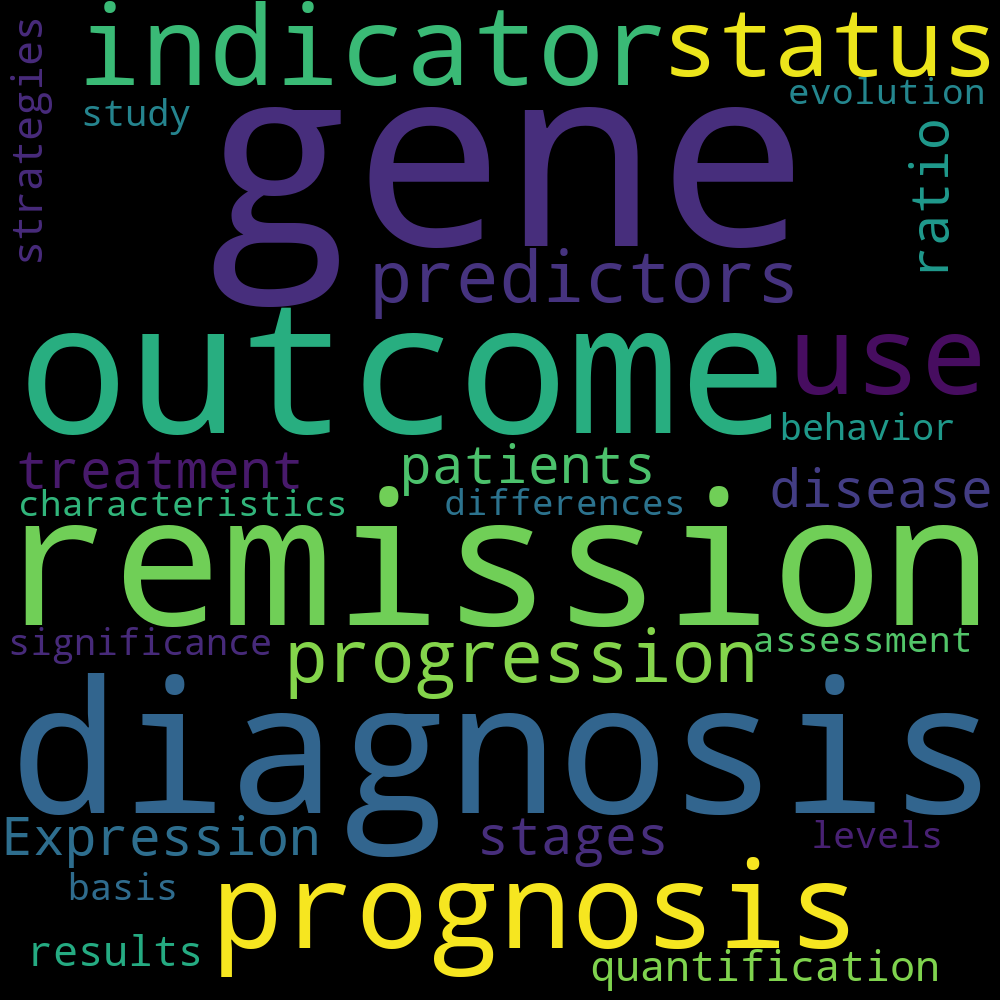 strategies
indicator
status
study
evolution
gene
ratio
predictors
outcome
use
behavior
treatment
patients
disease
characteristics
differences
remission
significance
progression
assessment
diagnosis
Expression
stages
levels
basis
prognosis
results
quantification